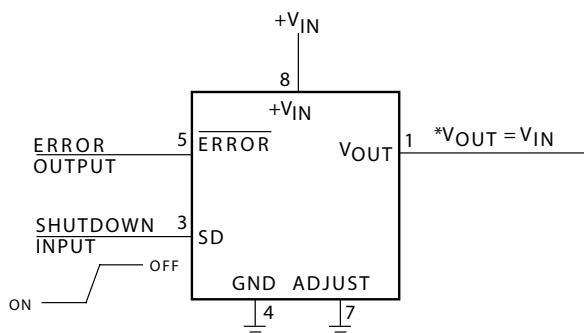 +VIN
8
+VIN
ERROR
OUTPUT
5
ERROR
VOUT
1
*VOUT = VIN
SHUTDOWN
INPUT
3
SD
OFF
ON
GND
ADJUST
4
7